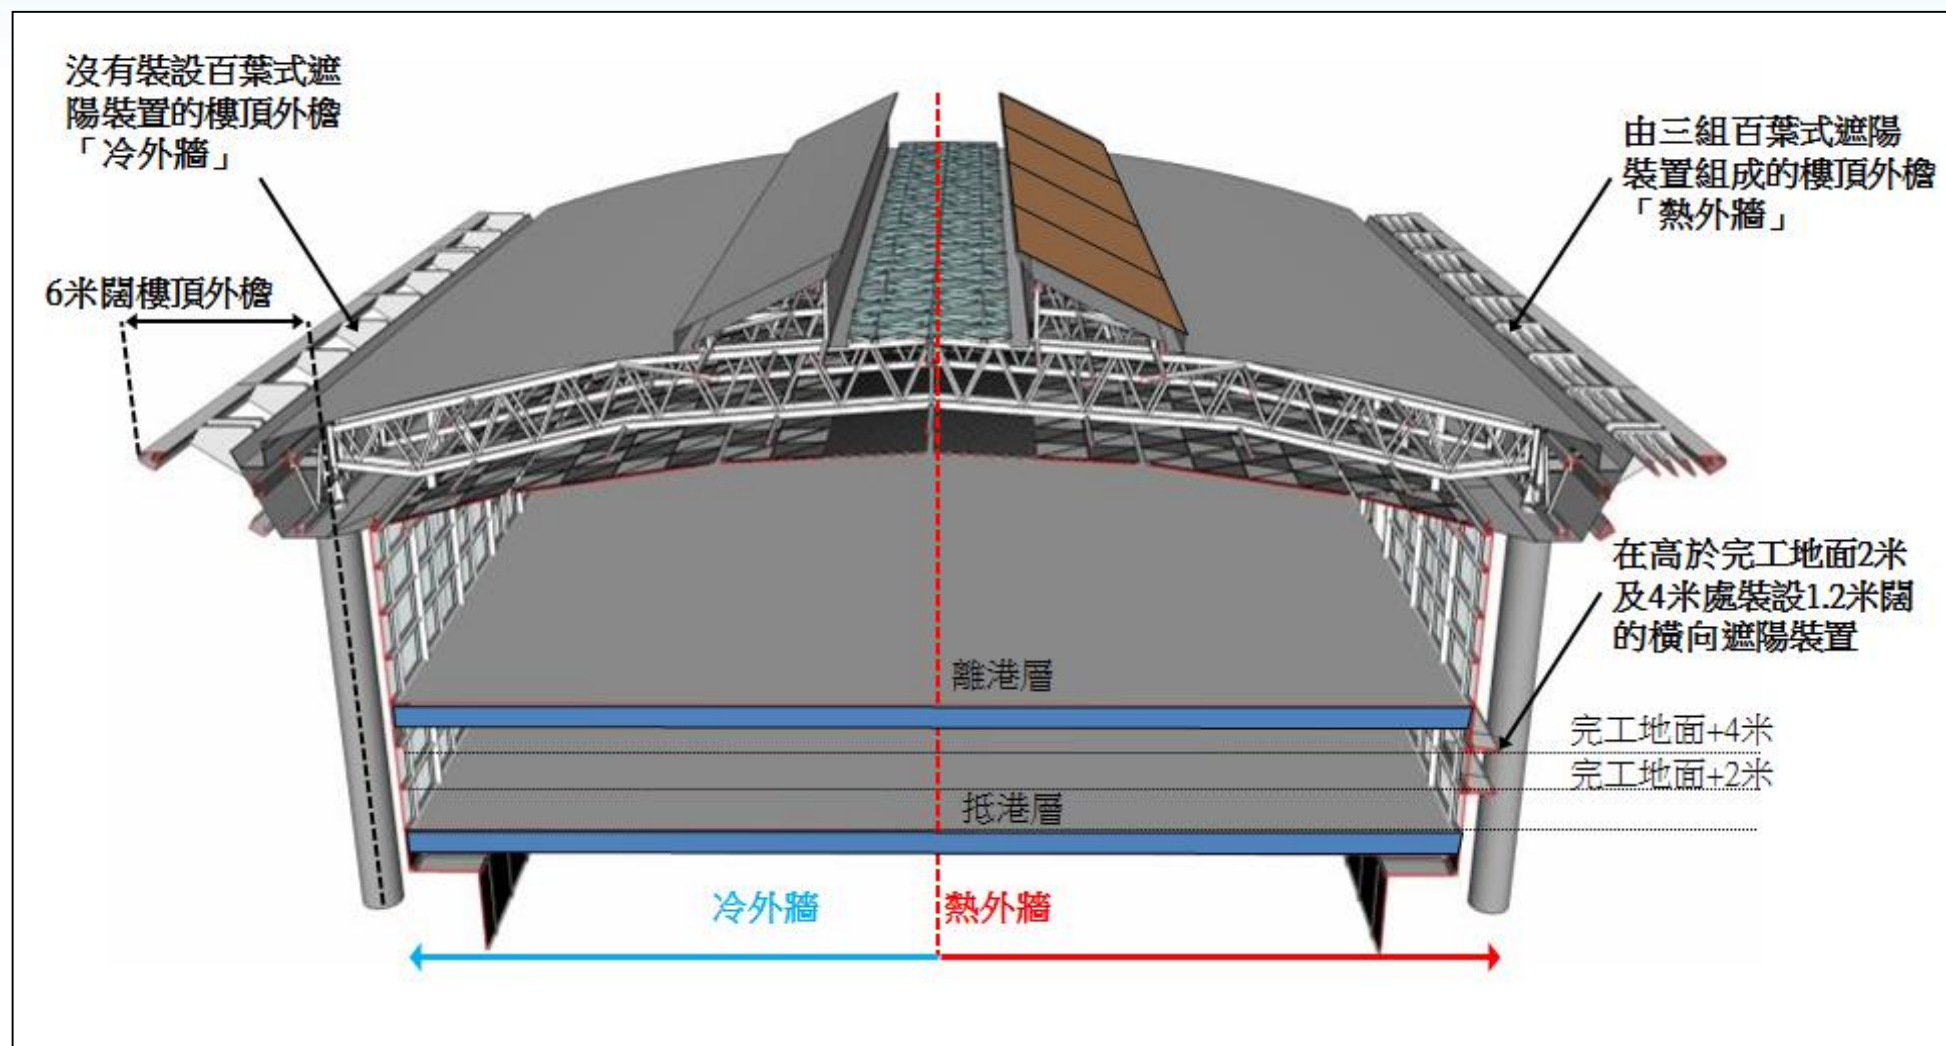 沒有裝設百葉式遮
陽裝置的樓頂外檐
「冷外牆」
6米闊樓頂外檐
由三組百葉式遮陽
裝置組成的樓頂外檐
「熱外牆」
在高於完工地面2米
及4米處裝設1.2米闊
的橫向遮陽裝置
離港層
完工地面+4米
完工地面+2米
抵港層
冷外牆
熱外牆